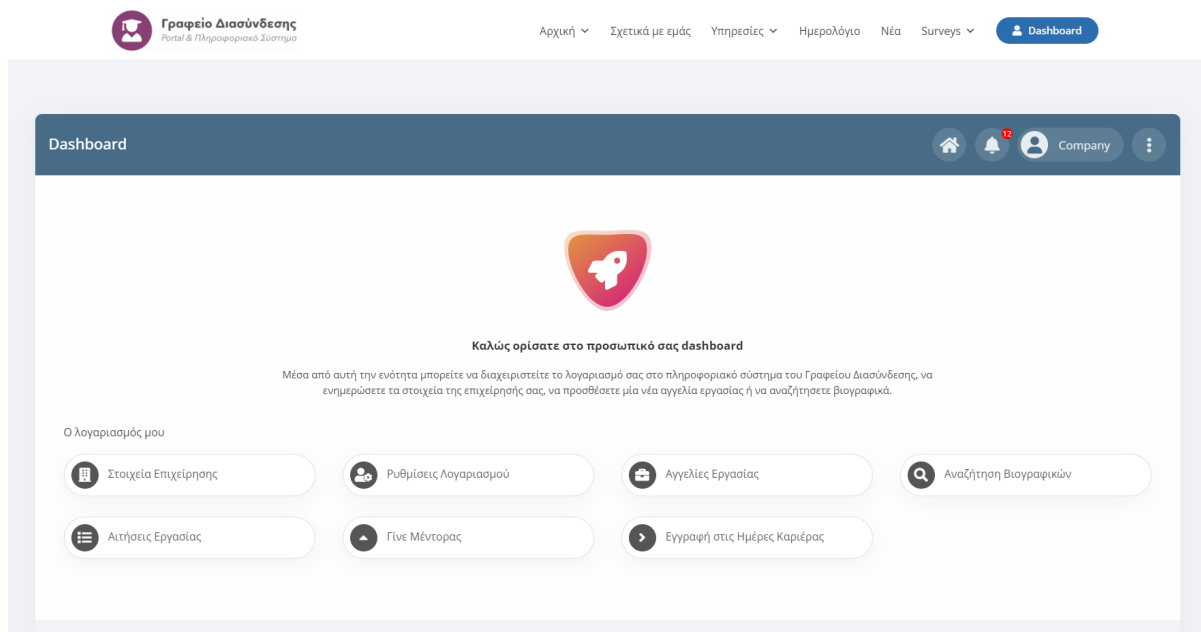 Γραφείο Διασύνδεσης
Portal & Πληροφοριακό Σύστημα
Αρχική Σχετικά με εμάς Υπηρεσίες Ημερολόγιο Νέα Surveys Dashboard
Dashboard
12
Company
Καλώς ορίσατε στο προσωπικό σας dashboard
Μέσα από αυτή την ενότητα μπορείτε να διαχειριστείτε το λογαριασμό σας στο πληροφοριακό σύστημα του Γραφείου Διασύνδεσης, να
ενημερώσετε τα στοιχεία της επιχείρησής σας, να προσθέσετε μία νέα αγγελία εργασίας ή να αναζητήσετε βιογραφικά.
Ο λογαριασμός μου
Στοιχεία Επιχείρησης Ρυθμίσεις Λογαριασμού Αγγελίες Εργασίας Αναζήτηση Βιογραφικών
Αιτήσεις Εργασίας Γίνε Μέντορας Εγγραφή στις Ημέρες Καριέρας